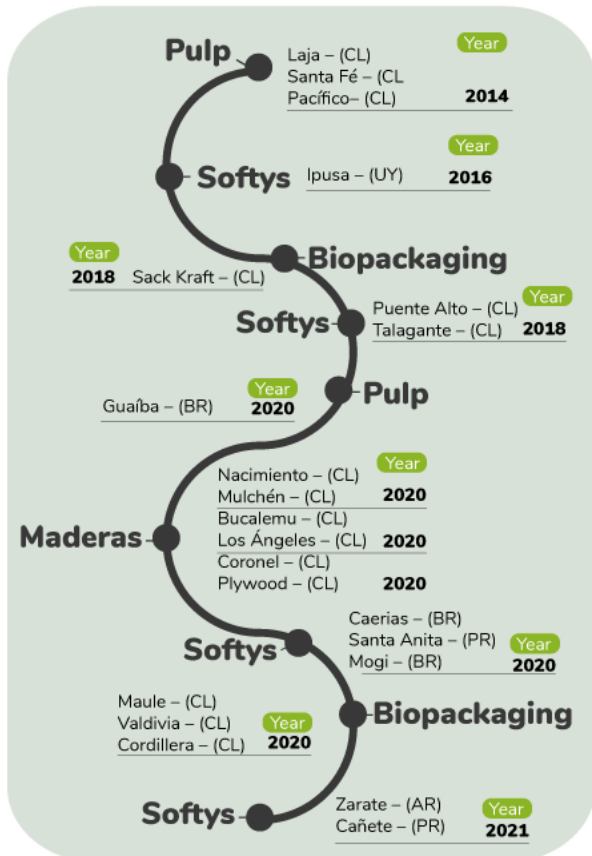 Pulp
Laja – (CL)
Year
Santa Fé – (CL
Pacífico– (CL)
2014
Softys
Ipusa – (UY)
Year
2016
Biopackaging
Year
2018
Sack Kraft – (CL)
Softys
Puente Alto – (CL)
Year
Talagante – (CL)
2018
Pulp
Guaíba – (BR)
Year
2020
Maderas
Nacimiento – (CL)
Year
Mulchén – (CL)
2020
Bucalemu – (CL)
Los Ángeles – (CL)
2020
Coronel – (CL)
Plywood – (CL)
2020
Softys
Caerias – (BR)
Santa Anita – (PR)
Year
Mogi – (BR)
2020
Biopackaging
Maule – (CL)
Valdivia – (CL)
Year
Cordillera – (CL)
2020
Softys
Zarate – (AR)
Year
Cañete – (PR)
2021